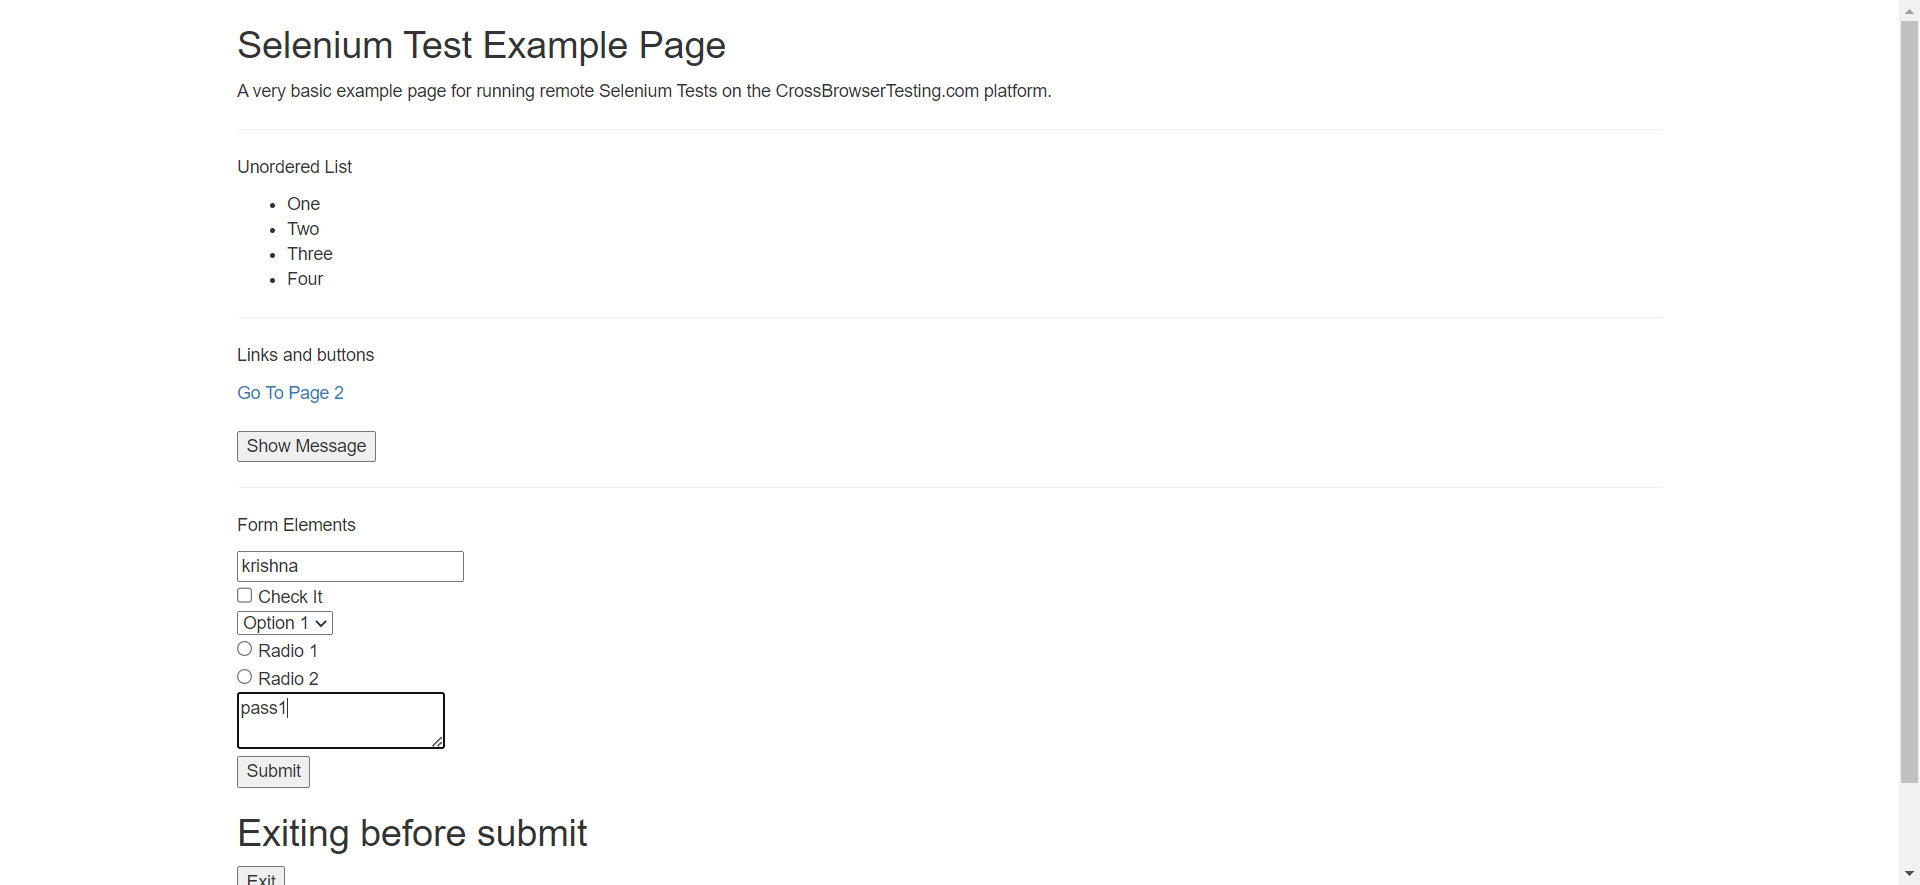 Selenium Test Example Page
A very basic example page for running remote Selenium Tests on the CrossBrowserTesting.com platform.
Unordered List
One
Two
Three
Four
Links and buttons
Go To Page 2
Show Message
Form Elements
krishna
Check It
Option 1
Radio 1
Radio 2
pass1
Submit
Exiting before submit
Exit